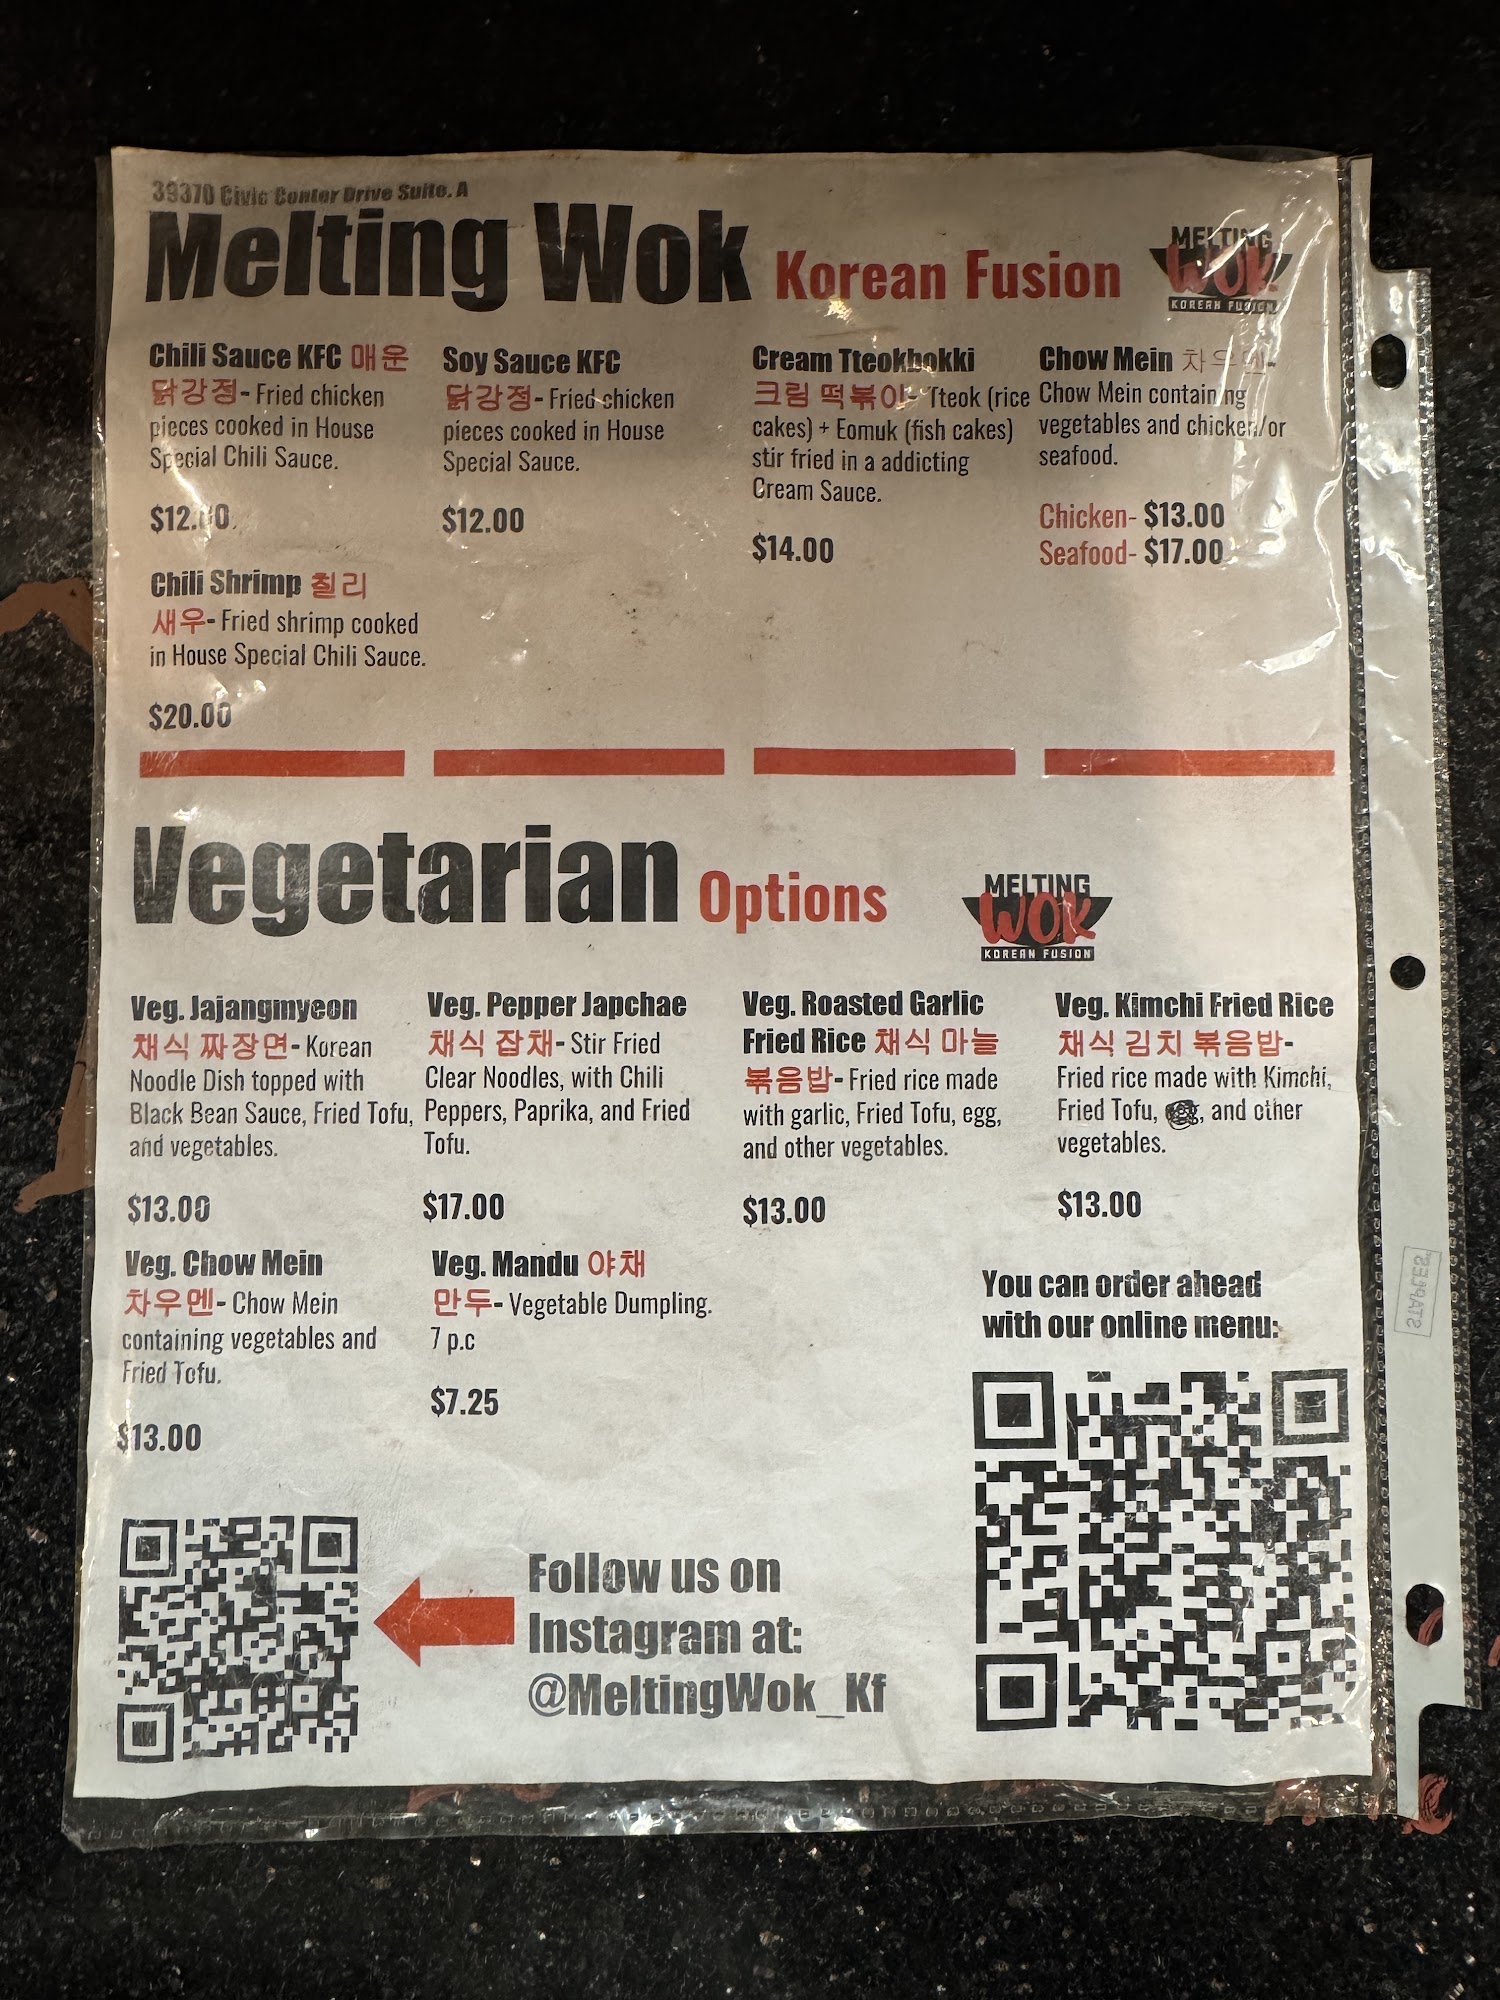 39370 Civic Center Drive Suite. A
Melting Wok Korean Fusion
MELTING
WOK
KOREAN FUSION
Chili Sauce KFC 매운
닭강정- Fried chicken
pieces cooked in House
Special Chili Sauce.
$12.00
Soy Sauce KFC
닭강정- Fried chicken
pieces cooked in House
Special Sauce.
$12.00
Cream Tteokbokki
크림 떡볶이- Tteok (rice
cakes) + Eomuk (fish cakes)
stir fried in a addicting
Cream Sauce.
$14.00
Chow Mein 차우멘-
Chow Mein containing
vegetables and chicken/or
seafood.
Chicken- $13.00
Seafood- $17.00
Chili Shrimp 칠리
새우- Fried shrimp cooked
in House Special Chili Sauce.
$20.00
Vegetarian Options
MELTING
WOK
KOREAN FUSION
Veg. Jajangmyeon
채식 짜장면- Korean
Noodle Dish topped with
Black Bean Sauce, Fried Tofu,
and vegetables.
$13.00
Veg. Pepper Japchae
채식 잡채- Stir Fried
Clear Noodles, with Chili
Peppers, Paprika, and Fried
Tofu.
$17.00
Veg. Roasted Garlic
Fried Rice 채식 마늘
볶음밥- Fried rice made
with garlic, Fried Tofu, egg,
and other vegetables.
$13.00
Veg. Kimchi Fried Rice
채식 김치 볶음밥-
Fried rice made with Kimchi,
Fried Tofu, , and other
vegetables.
$13.00
Veg. Chow Mein
차우멘- Chow Mein
containing vegetables and
Fried Tofu.
$13.00
Veg. Mandu 야채
만두- Vegetable Dumpling.
7 p.c
$7.25
You can order ahead
with our online menu:
Follow us on
Instagram at:
@MeltingWok_Kf
STAPLES